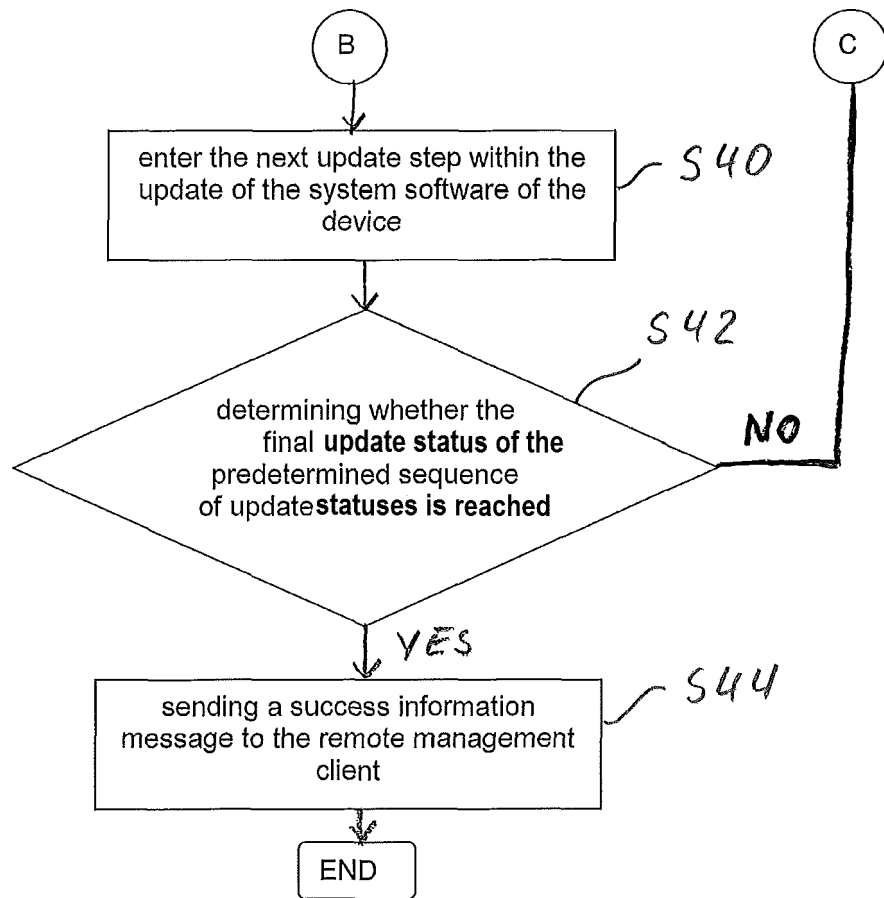 B
C
enter the next update step within the
update of the system software of the
device
S40
S42
determining whether the
final update status of the
predetermined sequence
of updatestatuses is reached
NO
YES
sending a success information
message to the remote management
client
S44
END